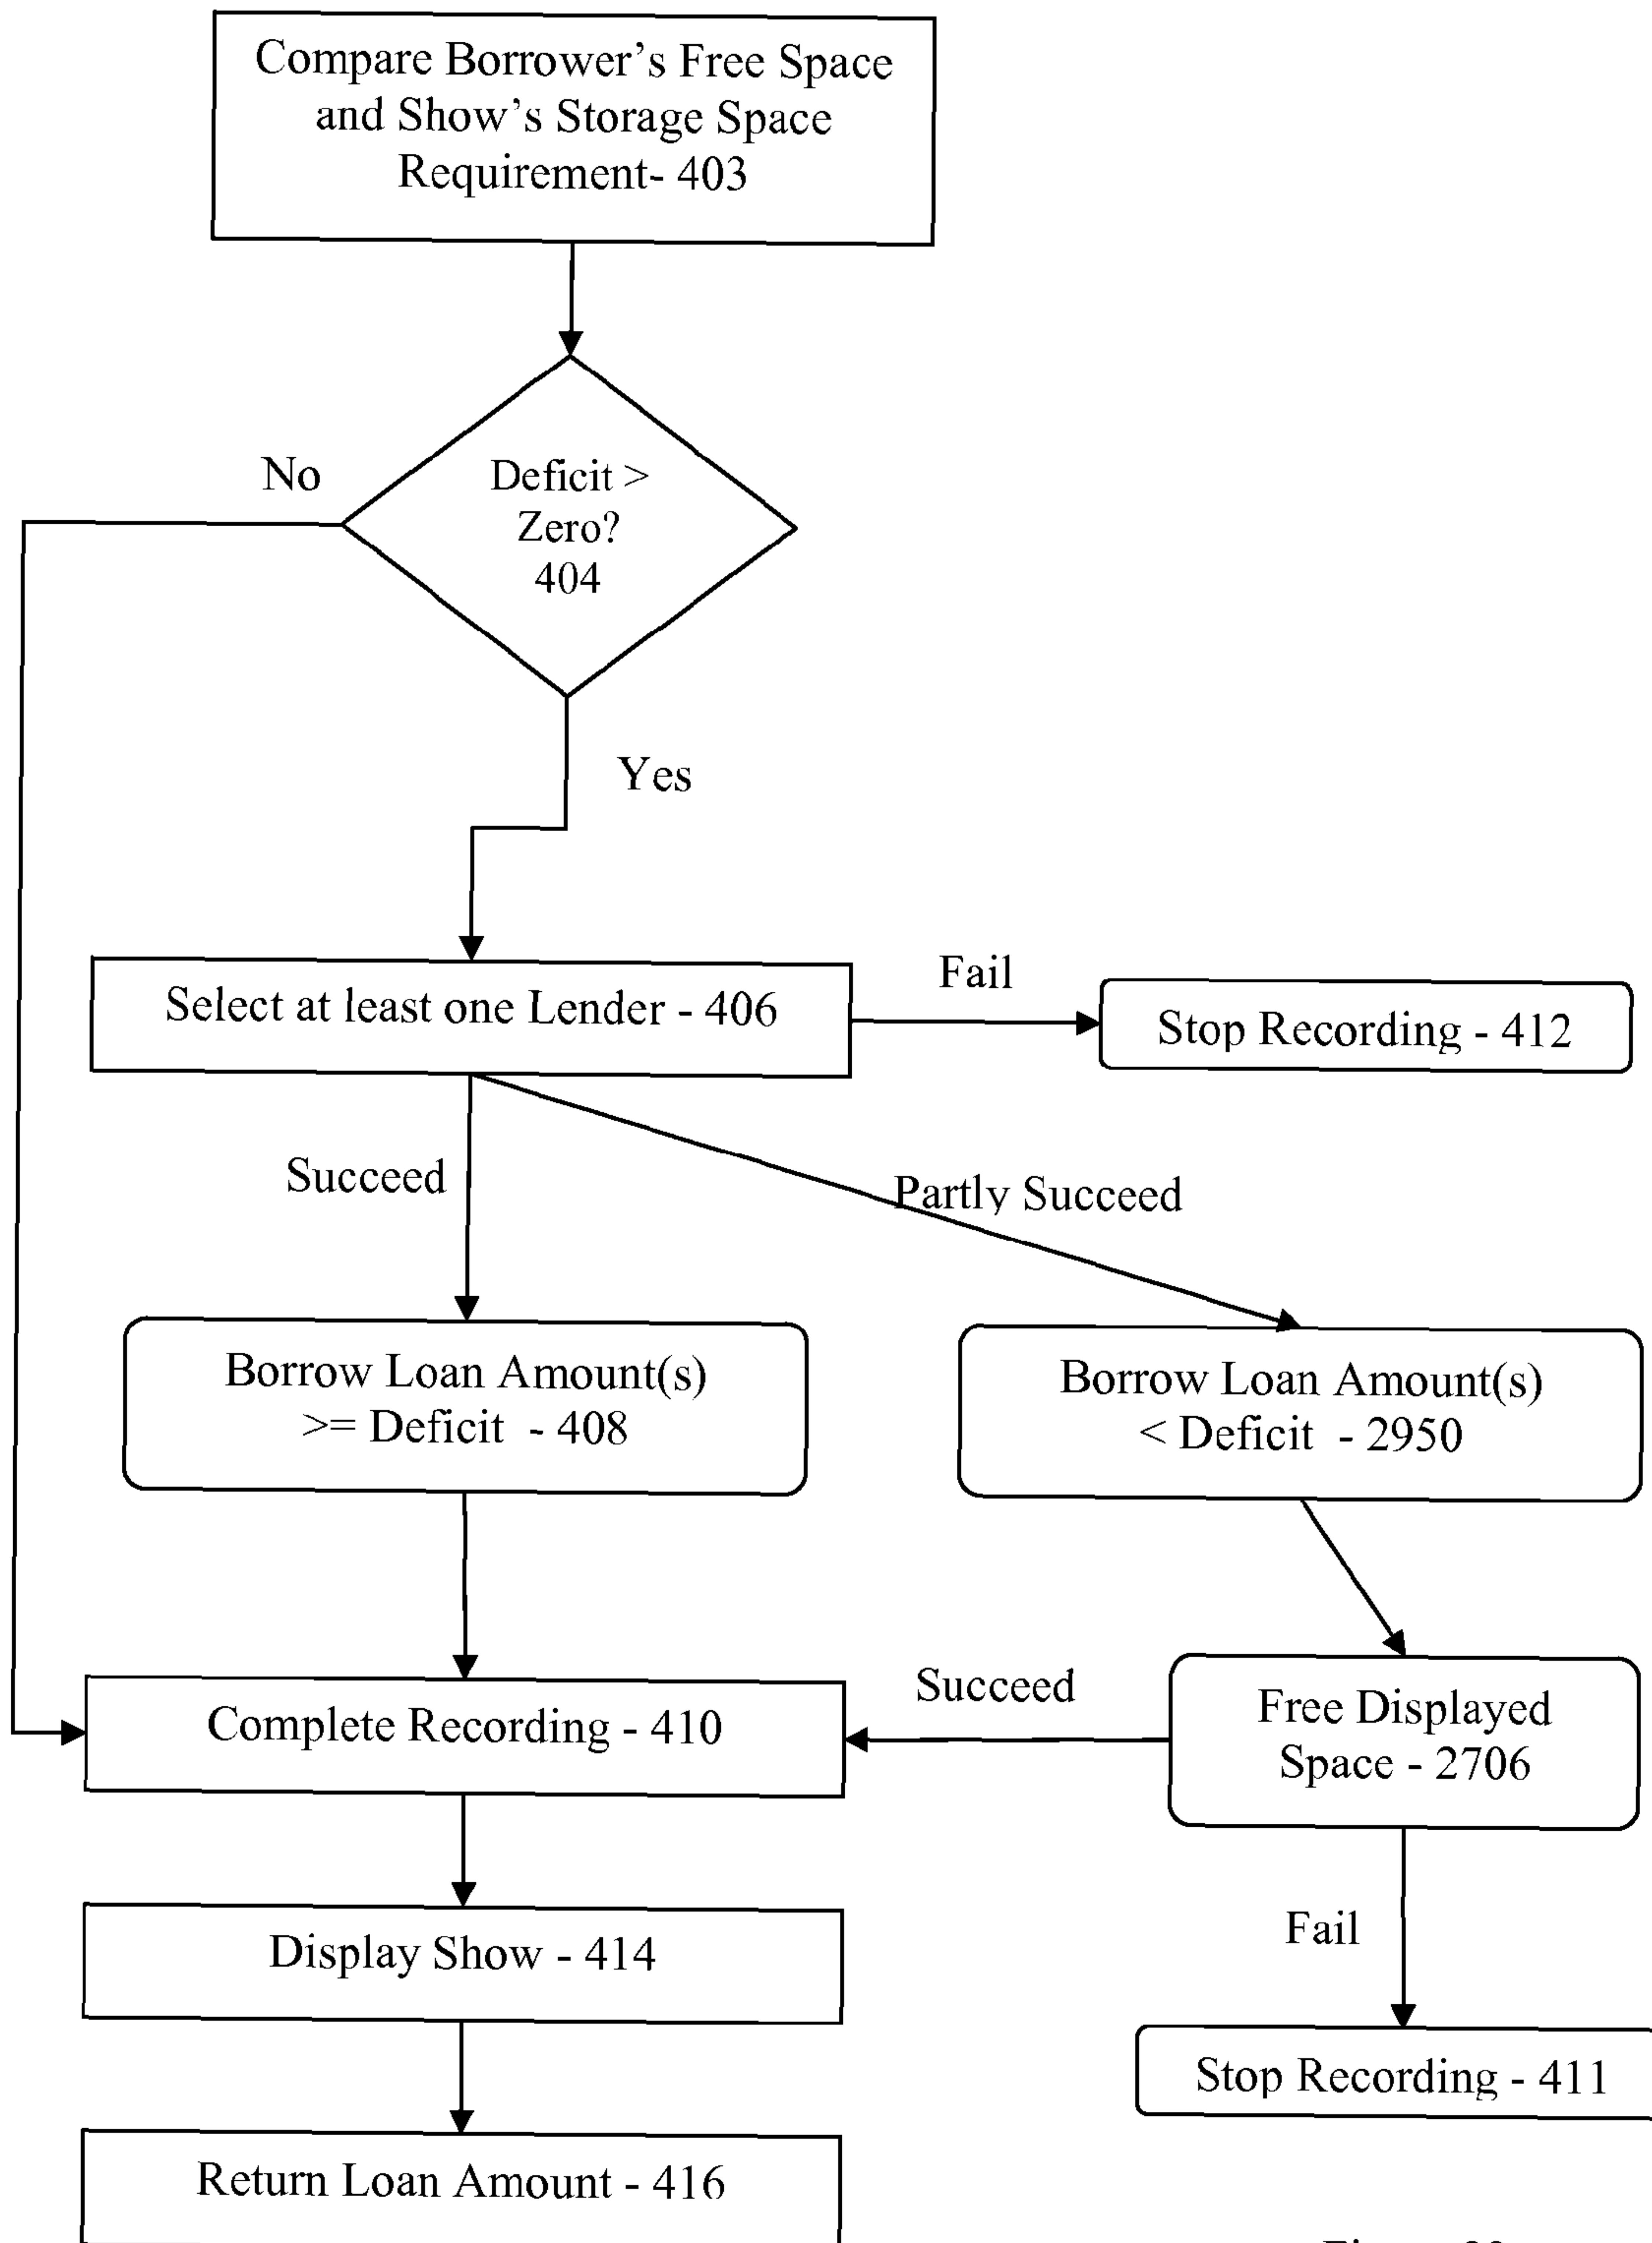 Compare Borrower's Free Space
and Show's Storage Space
Requirement- 403
No
Deficit >
Zero?
404
Yes
Select at least one Lender - 406
Fail
Stop Recording - 412
Succeed
Partly Succeed
Borrow Loan Amount(s)
>= Deficit - 408
Borrow Loan Amount(s)
< Deficit - 2950
Complete Recording - 410
Succeed
Free Displayed
Space - 2706
Display Show - 414
Fail
Stop Recording - 411
Return Loan Amount - 416